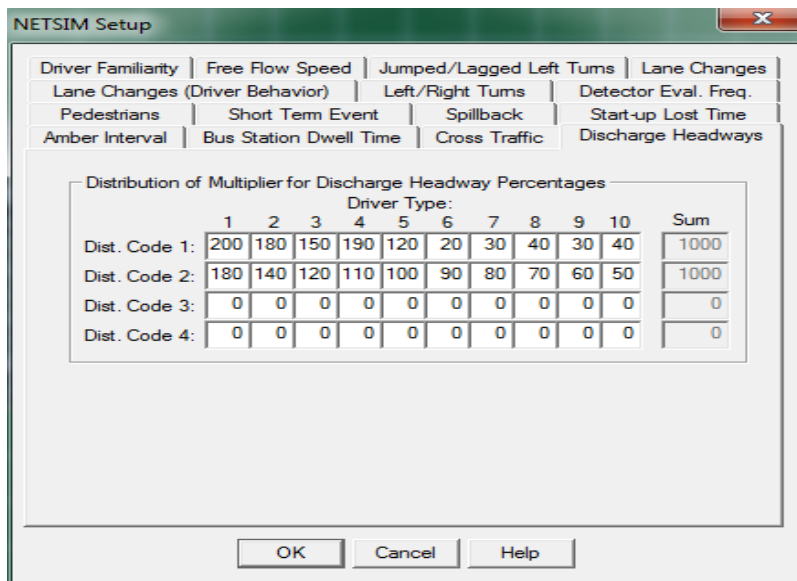 NETSIM Setup
Driver Familiarity Free Flow Speed Jumped/Lagged Left Turns Lane Changes
Lane Changes (Driver Behavior) Left/Right Turns Detector Eval. Freq.
Pedestrians Short Term Event Spillback Start-up Lost Time
Amber Interval Bus Station Dwell Time Cross Traffic Discharge Headways
Distribution of Multiplier for Discharge Headway Percentages
Driver Type:
1 2 3 4 5 6 7 8 9 10 Sum
Dist. Code 1: 200 180 150 190 120 20 30 40 30 40 1000
Dist. Code 2: 180 140 120 110 100 90 80 70 60 50 1000
Dist. Code 3: 0 0 0 0 0 0 0 0 0 0 0
Dist. Code 4: 0 0 0 0 0 0 0 0 0 0 0
OK Cancel Help